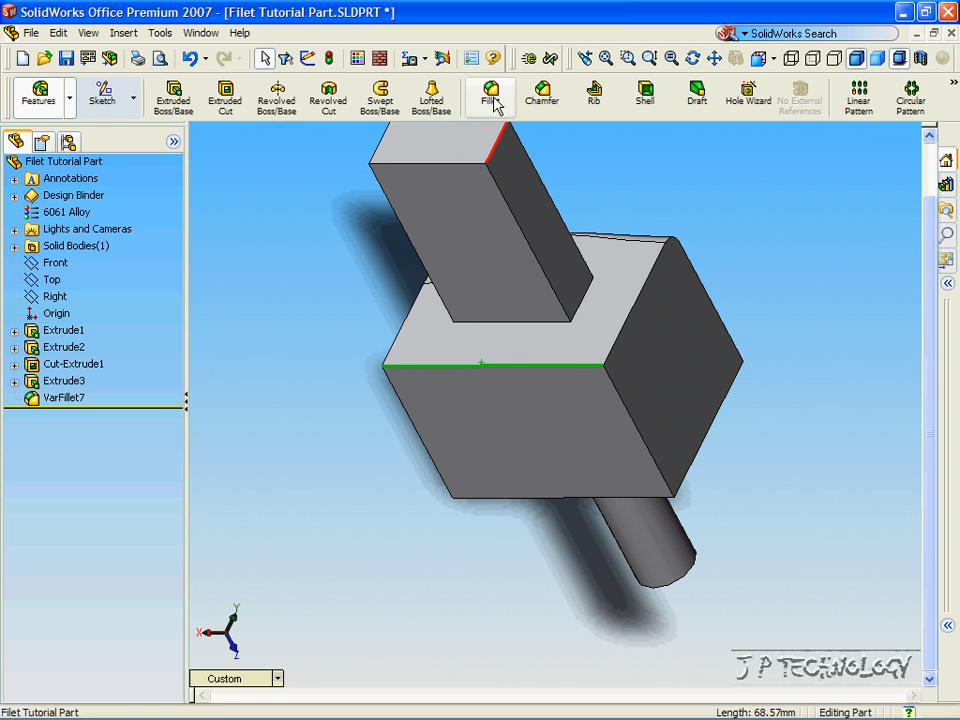 SolidWorks Office Premium 2007 - [Filet Tutorial Part.SLDPRT *]
File Edit View Insert Tools Window Help
SolidWorks Search
Features
Sketch
Extruded Boss/Base
Extruded Cut
Revolved Boss/Base
Revolved Cut
Swept Boss/Base
Lofted Boss/Base
Fillet
Chamfer
Rib
Shell
Draft
Hole Wizard
No External References
Linear Pattern
Circular Pattern
Filet Tutorial Part
Annotations
Design Binder
6061 Alloy
Lights and Cameras
Solid Bodies(1)
Front
Top
Right
Origin
Extrude1
Extrude2
Cut-Extrude1
Extrude3
VarFillet7
Y
X
Z
Custom
J P TECHNOLOGY
Filet Tutorial Part
Length: 68.57mm
Editing Part